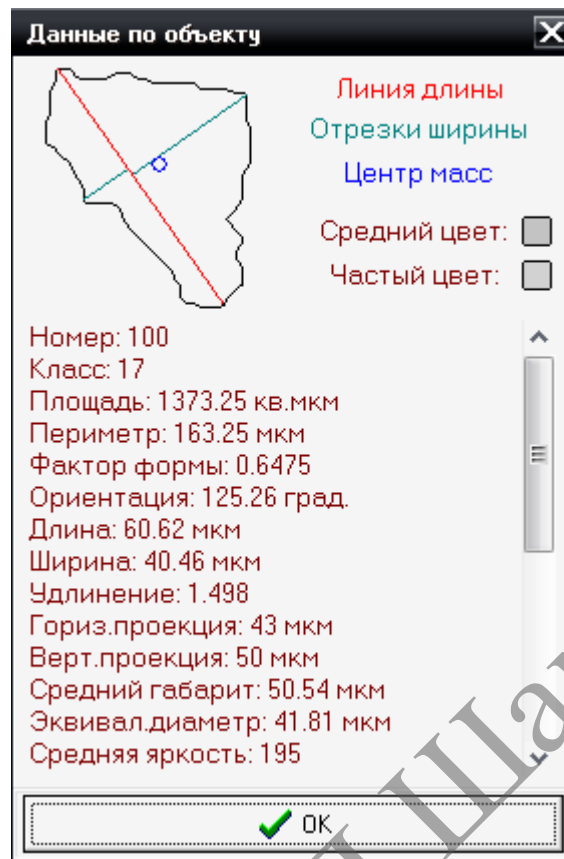 Данные по объекту
Линия длины
Отрезки ширины
Центр масс
Средний цвет:
Частый цвет:
Номер: 100
Класс: 17
Площадь: 1373.25 кв.мкм
Периметр: 163.25 мкм
Фактор формы: 0.6475
Ориентация: 125.26 град.
Длина: 60.62 мкм
Ширина: 40.46 мкм
Удлинение: 1.498
Гориз.проекция: 43 мкм
Верт.проекция: 50 мкм
Средний габарит: 50.54 мкм
Эквивал.диаметр: 41.81 мкм
Средняя яркость: 195
OK